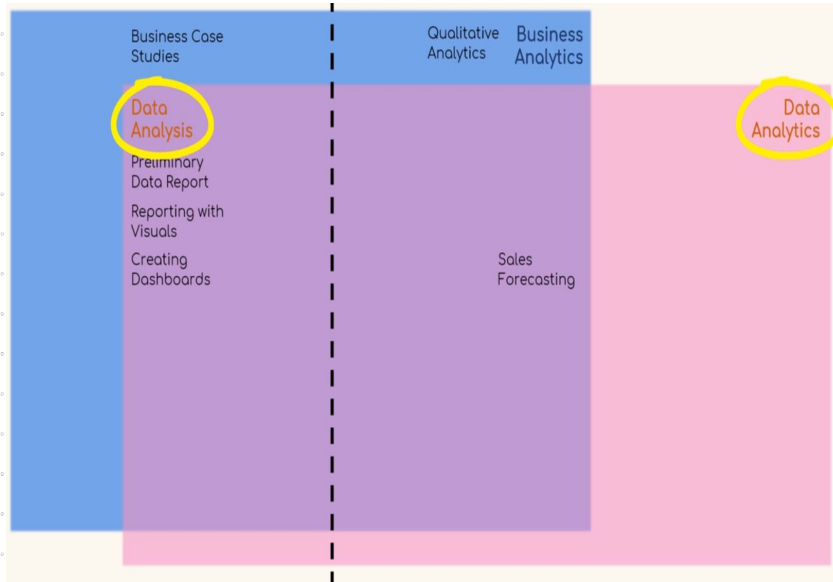 Business Case
Studies
Qualitative
Analytics
Business
Analytics
Data
Analysis
Data
Analytics
Preliminary
Data Report
Reporting with
Visuals
Creating
Dashboards
Sales
Forecasting